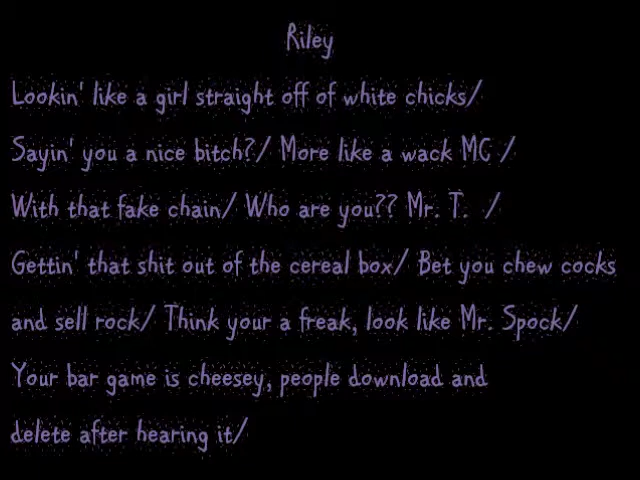 Riley
Lookin' like a girl straight off of white chicks/
Sayin' you a nice bitch?/ More like a wack MC /
With that fake chain/ Who are you?? Mr. T. /
Gettin' that shit out of the cereal box/ Bet you chew cocks
and sell rock/ Think your a freak, look like Mr. Spock/
Your bar game is cheesey, people download and
delete after hearing it/